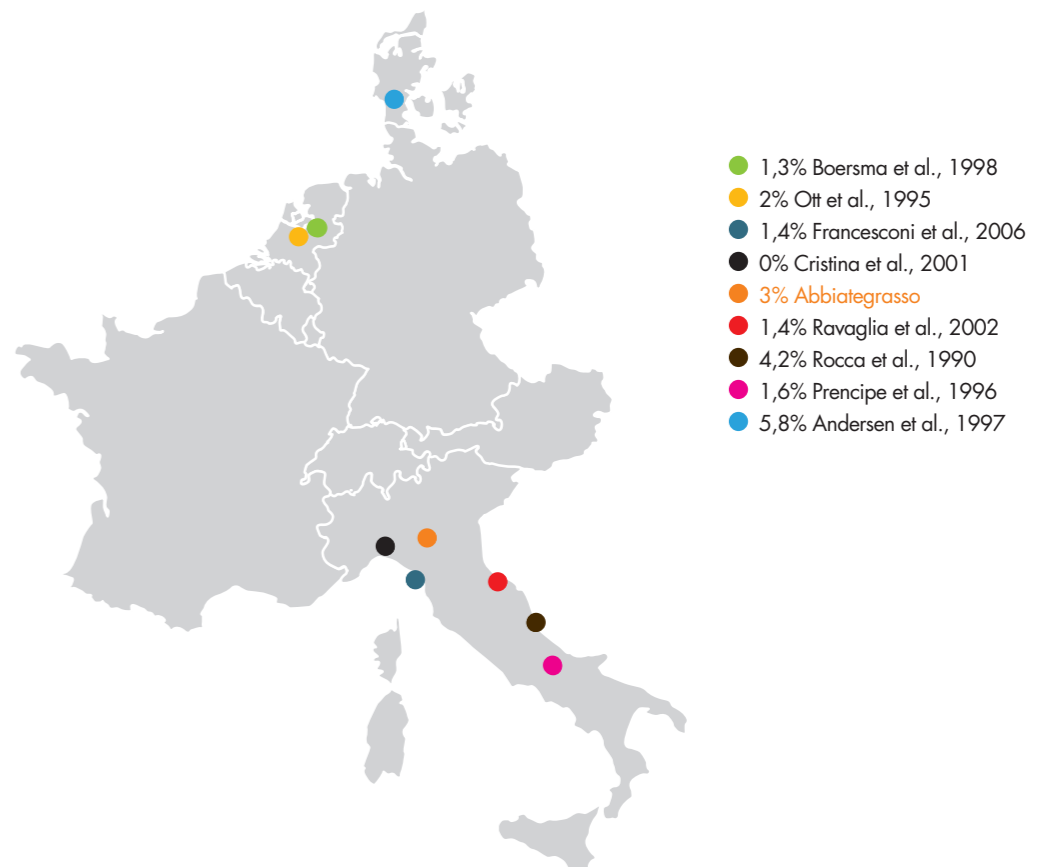 1,3% Boersma et al., 1998
2% Ott et al., 1995
1,4% Francesconi et al., 2006
0% Cristina et al., 2001
3% Abbiategrasso
1,4% Ravaglia et al., 2002
4,2% Rocca et al., 1990
1,6% Prencipe et al., 1996
5,8% Andersen et al., 1997